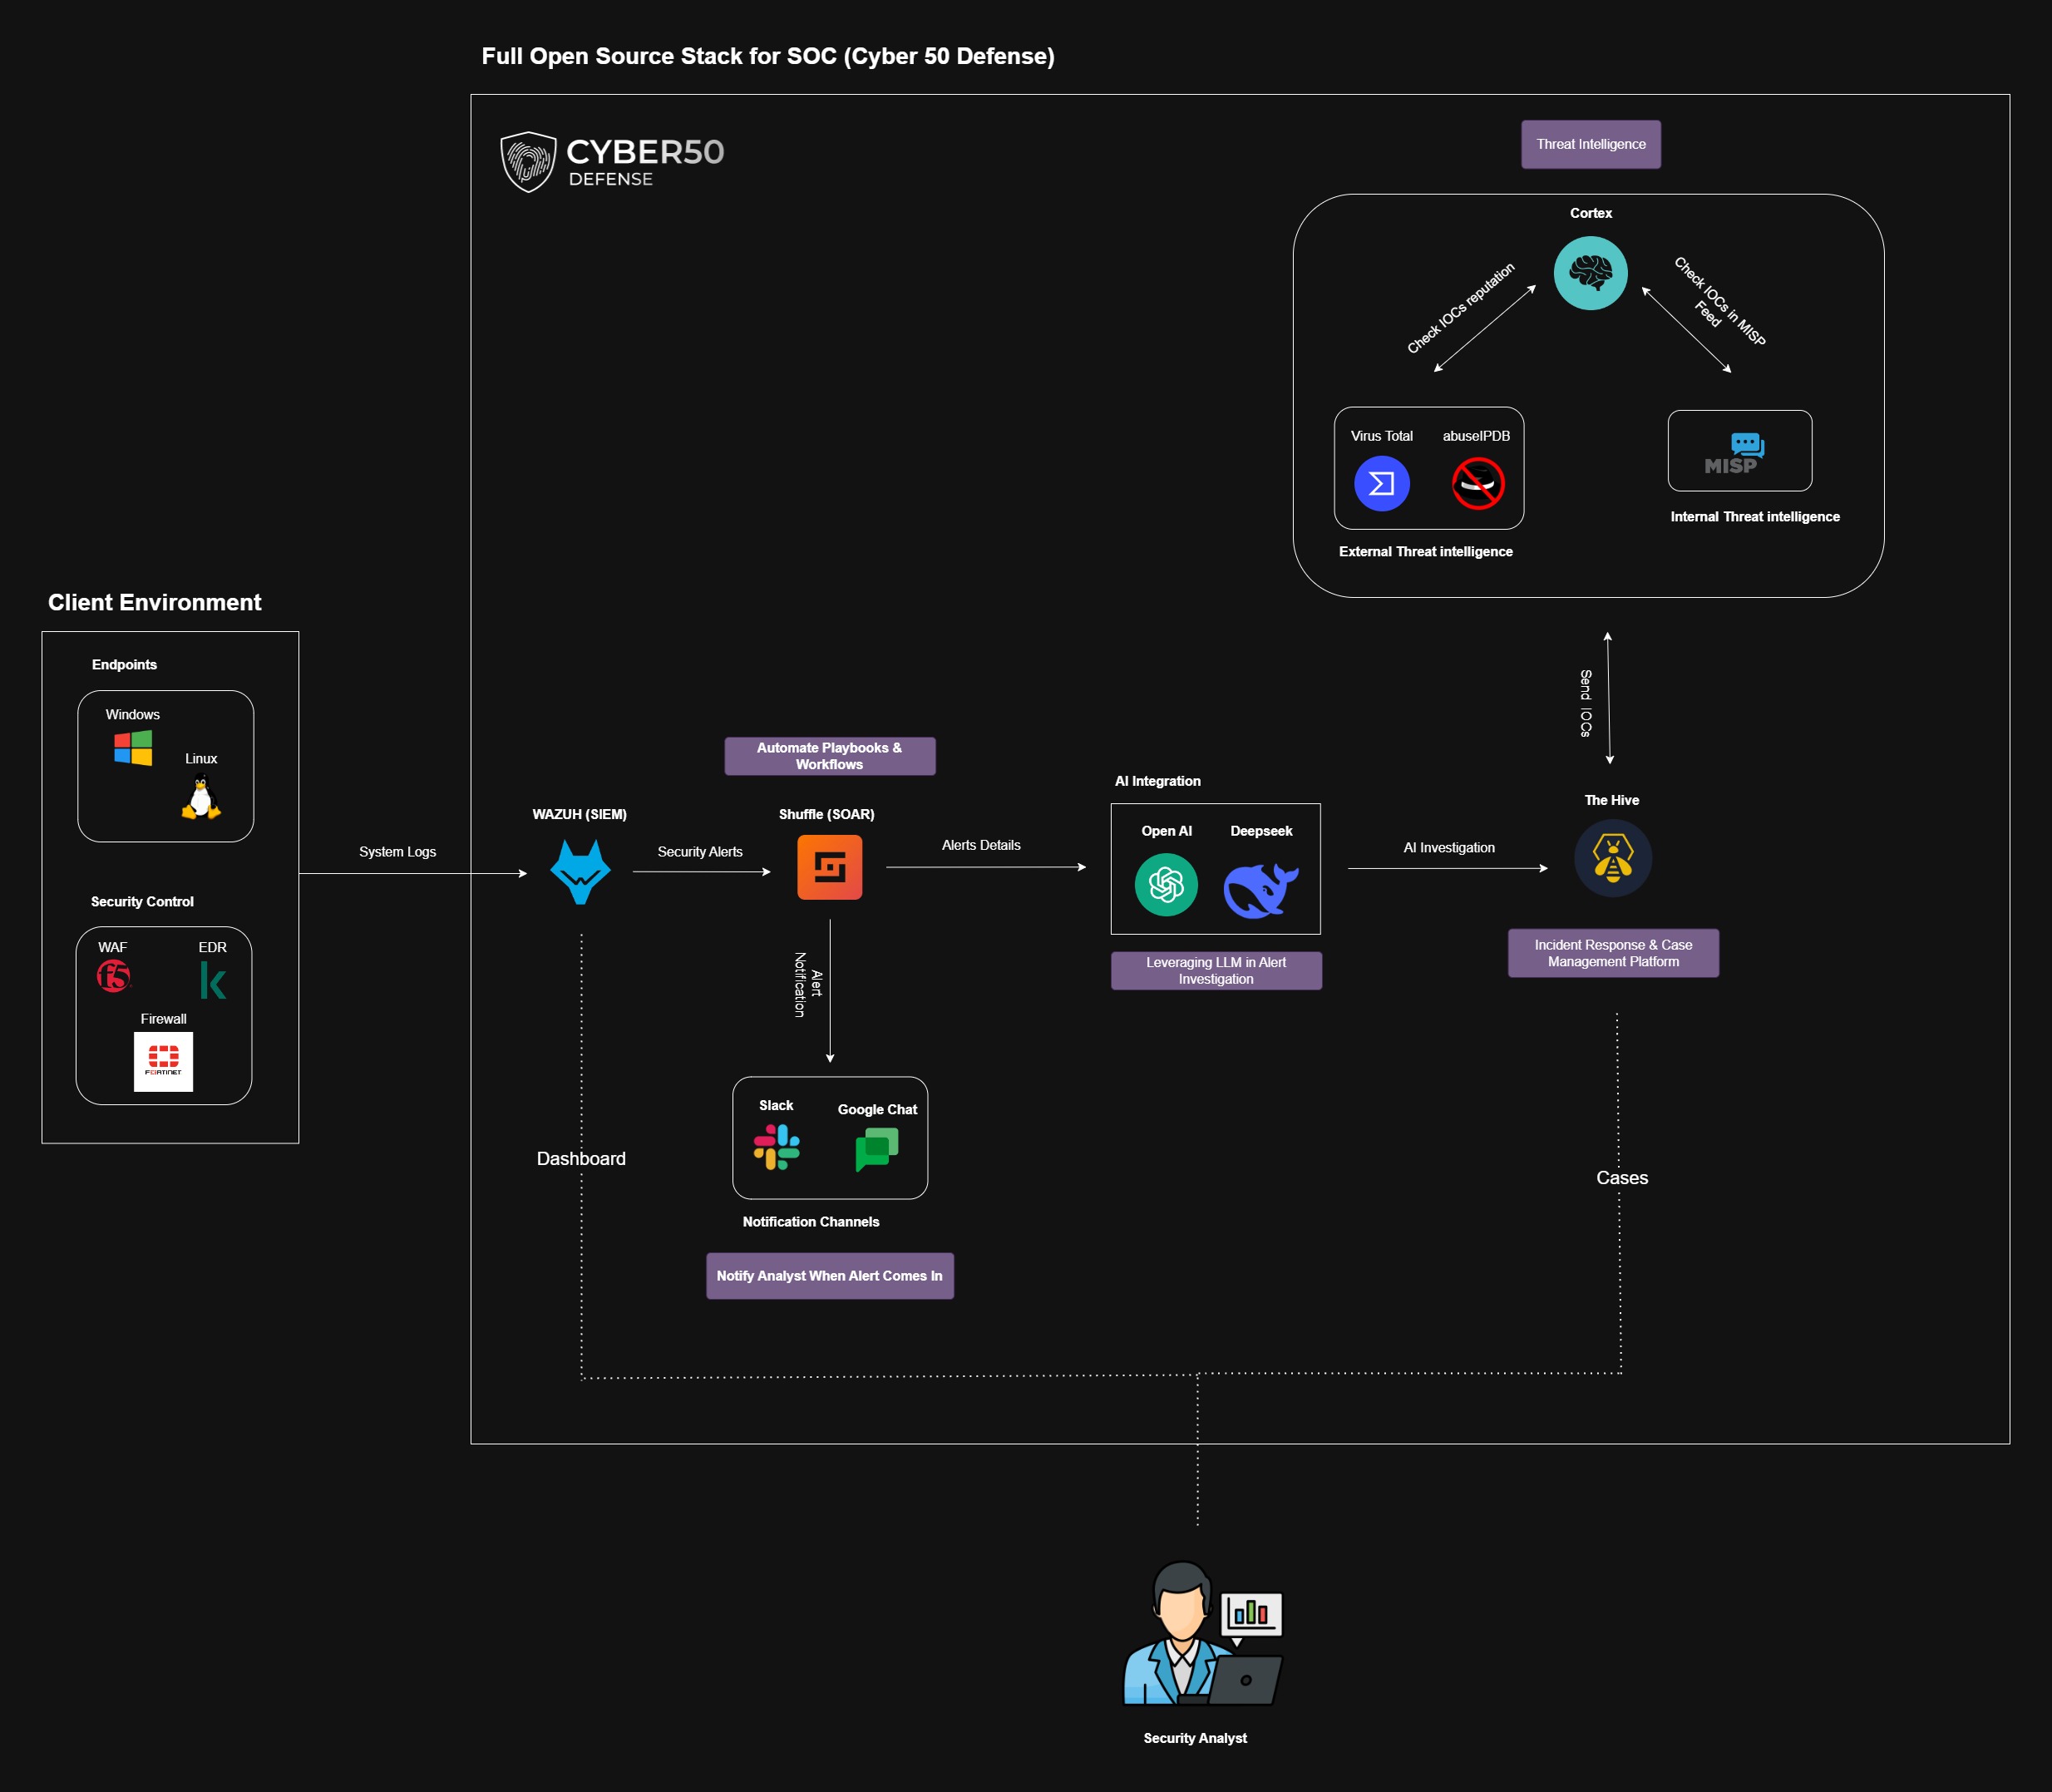 Full Open Source Stack for SOC (Cyber 50 Defense)
CYBER50
DEFENSE
Threat Intelligence
Cortex
Check IOCs reputation
Check IOCs in MISP
Feed
Virus Total
abuseIPDB
MISP
External Threat intelligence
Internal Threat intelligence
Send IOCs
Client Environment
Endpoints
Windows
Linux
Security Control
WAF
EDR
f5
k
Firewall
FORTINET
System Logs
WAZUH (SIEM)
Security Alerts
Automate Playbooks &
Workflows
Shuffle (SOAR)
Alerts Details
AI Integration
Open AI
Deepseek
Leveraging LLM in Alert
Investigation
AI Investigation
The Hive
Incident Response & Case
Management Platform
Alert
Notification
Slack
Google Chat
Notification Channels
Notify Analyst When Alert Comes In
Dashboard
Cases
Security Analyst